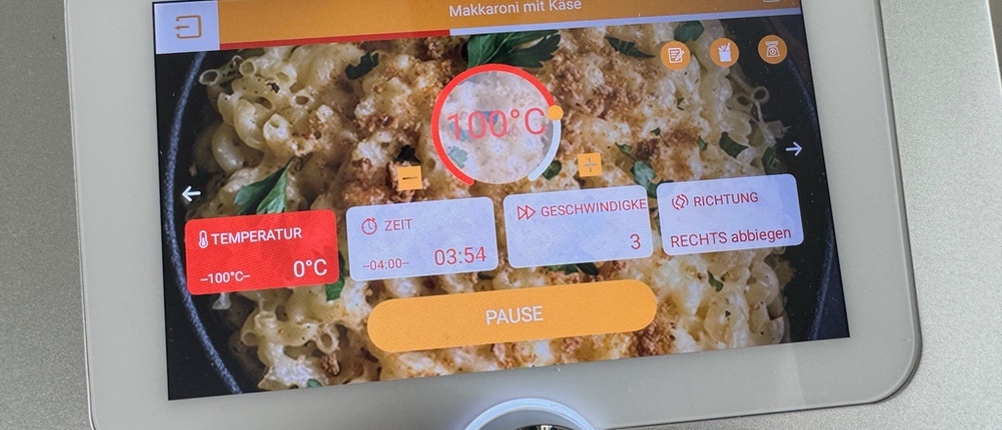 Makkaroni mit Käse
100°C
TEMPERATUR
–100°C–
0°C
ZEIT
–04:00–
03:54
GESCHWINDIGKE
3
RICHTUNG
RECHTS abbiegen
PAUSE